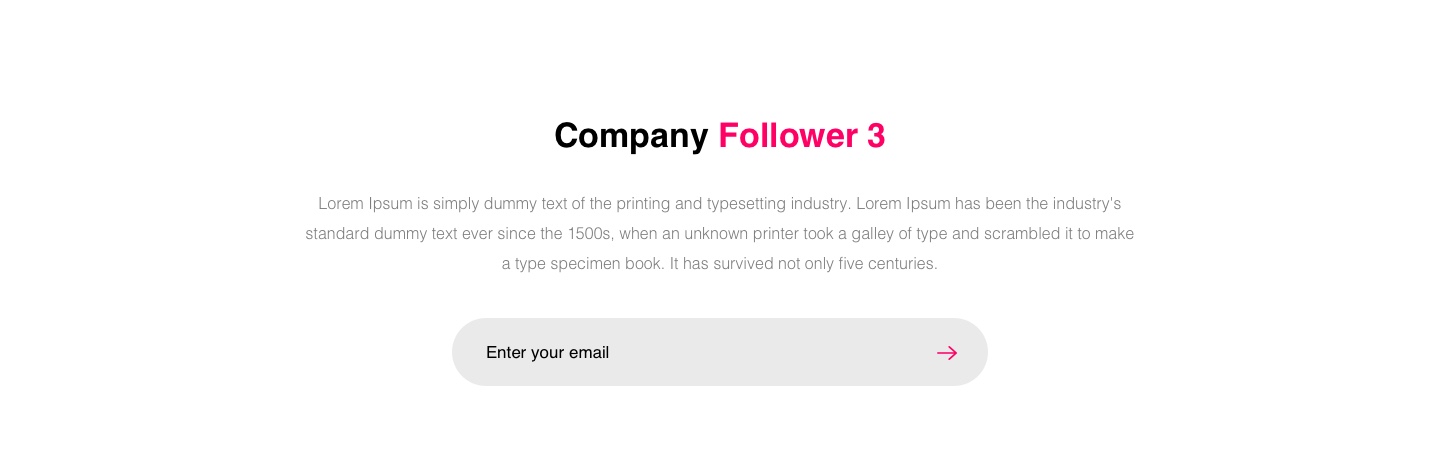 Company Follower 3
Lorem Ipsum is simply dummy text of the printing and typesetting industry. Lorem Ipsum has been the industry's
standard dummy text ever since the 1500s, when an unknown printer took a galley of type and scrambled it to make
a type specimen book. It has survived not only five centuries.
Enter your email